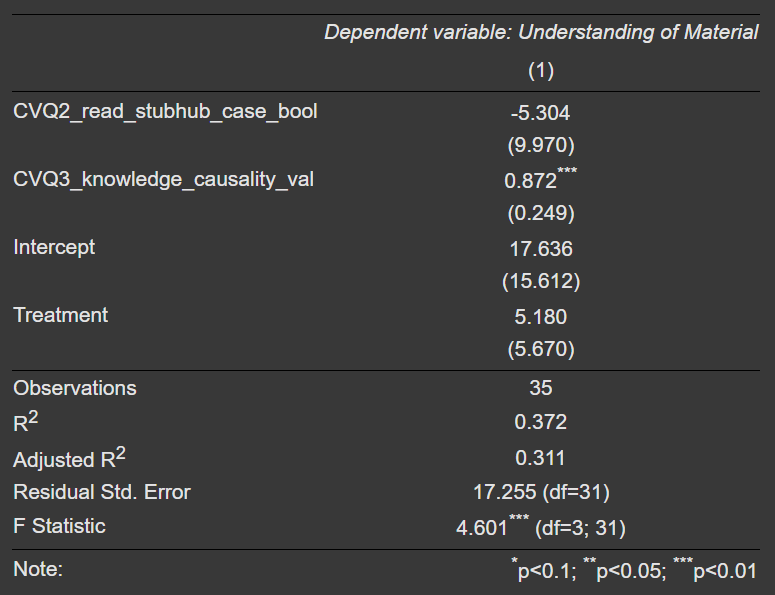 Dependent variable: Understanding of Material
(1)
CVQ2_read_stubhub_case_bool -5.304
(9.970)
CVQ3_knowledge_causality_val 0.872***
(0.249)
Intercept 17.636
(15.612)
Treatment 5.180
(5.670)
Observations 35
R2 0.372
Adjusted R2 0.311
Residual Std. Error 17.255 (df=31)
F Statistic 4.601*** (df=3; 31)
Note: *p<0.1; **p<0.05; ***p<0.01